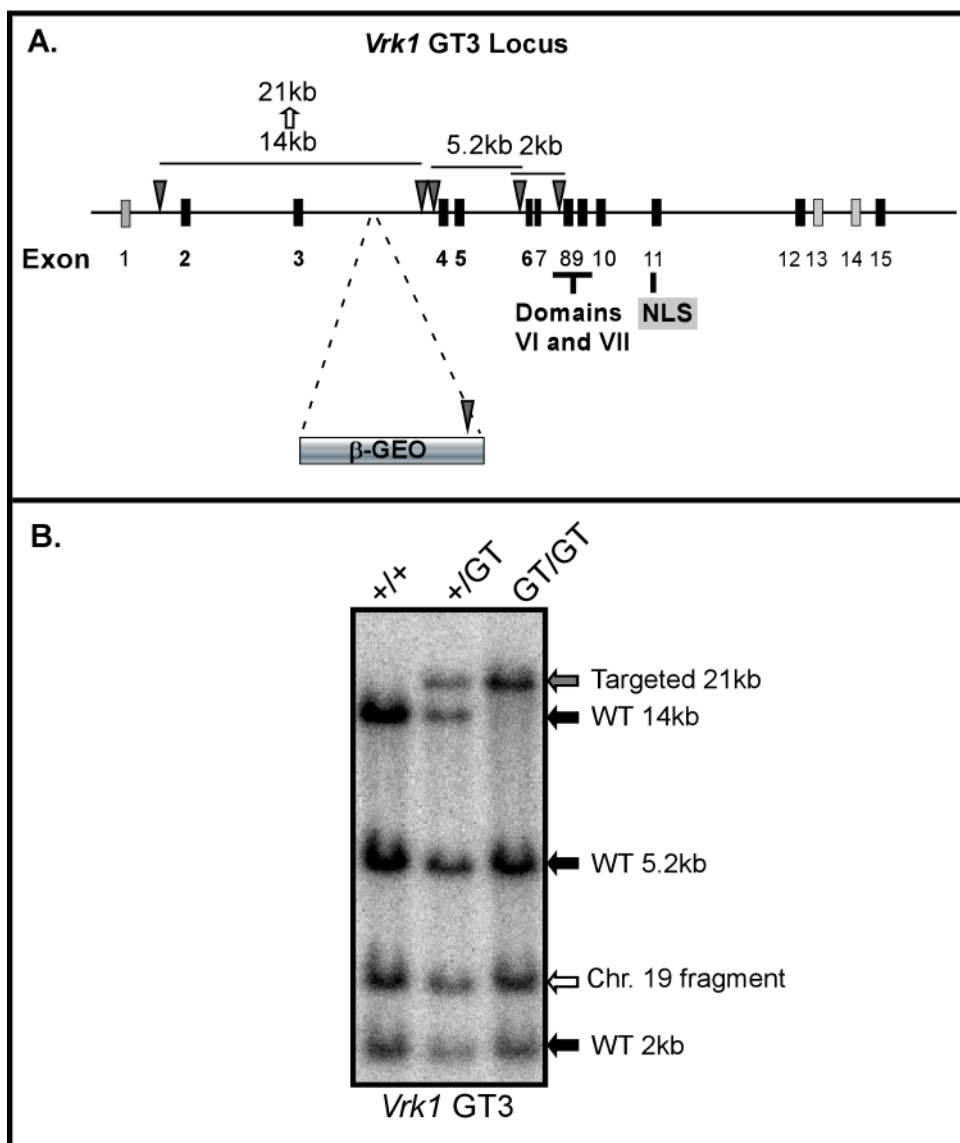 A.
Vrk1 GT3 Locus
21kb
14kb
5.2kb 2kb
Exon 1 2 3 4 5 6 7 8 9 10 11 12 13 14 15
Domains
VI and VII
NLS
β-GEO
B.
+/+ +/GT GT/GT
Targeted 21kb
WT 14kb
WT 5.2kb
Chr. 19 fragment
WT 2kb
Vrk1 GT3